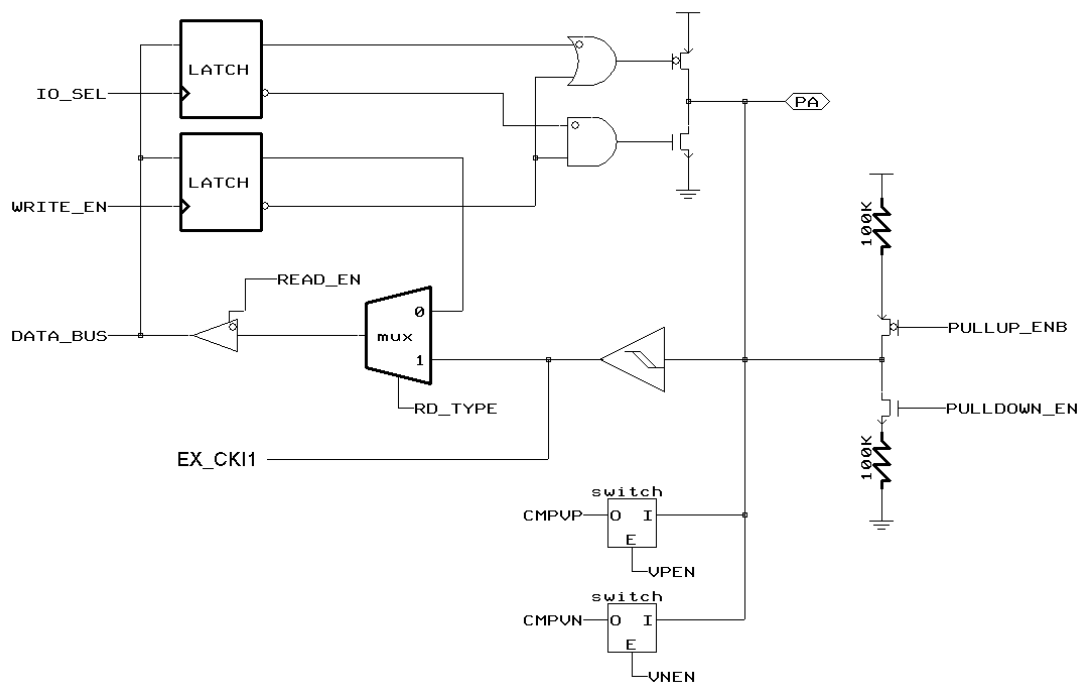 LATCH
IO_SEL
PA
LATCH
WRITE_EN
100K
READ_EN
0
DATA_BUS
mux
PULLUP_ENB
1
RD_TYPE
PULLDOWN_EN
EX_CKI1
100K
switch
CMPVP
O I
E
VPEN
switch
CMPVN
O I
E
VNEN